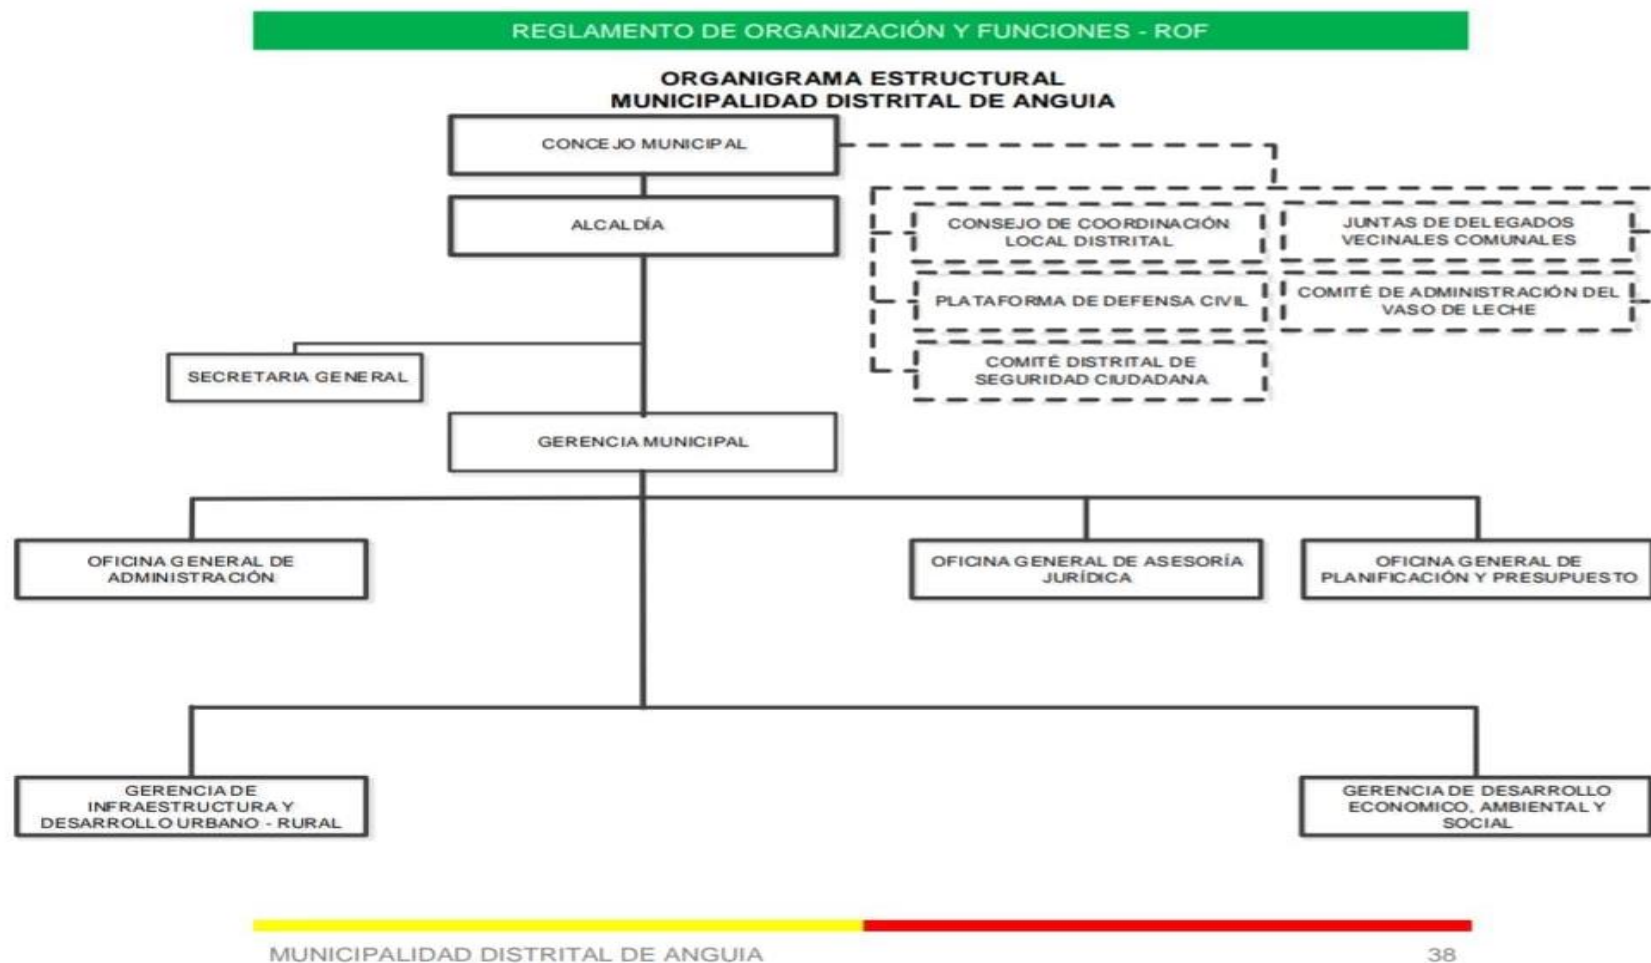 REGLAMENTO DE ORGANIZACIÓN Y FUNCIONES - ROF
ORGANIGRAMA ESTRUCTURAL
MUNICIPALIDAD DISTRITAL DE ANGUIA
CONCEJO MUNICIPAL
ALCALDÍA
CONSEJO DE COORDINACIÓN
LOCAL DISTRITAL
JUNTAS DE DELEGADOS
VECINALES COMUNALES
PLATAFORMA DE DEFENSA CIVIL
COMITÉ DE ADMINISTRACIÓN DEL
VASO DE LECHE
COMITÉ DISTRITAL DE
SEGURIDAD CIUDADANA
SECRETARIA GENERAL
GERENCIA MUNICIPAL
OFICINA GENERAL DE
ADMINISTRACIÓN
OFICINA GENERAL DE ASESORÍA
JURÍDICA
OFICINA GENERAL DE
PLANIFICACIÓN Y PRESUPUESTO
GERENCIA DE
INFRAESTRUCTURA Y
DESARROLLO URBANO - RURAL
GERENCIA DE DESARROLLO
ECONOMICO, AMBIENTAL Y
SOCIAL
MUNICIPALIDAD DISTRITAL DE ANGUIA
38